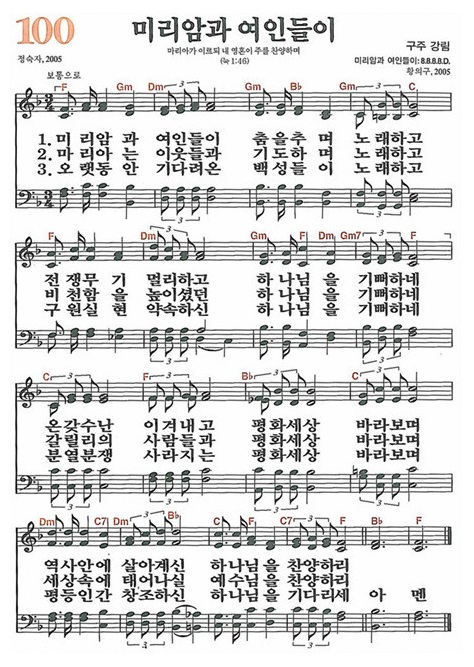 100
미리암과 여인들이
마리아가 이르되 내 영혼이 주를 찬양하며
(눅 1:46)
구주 강림
정숙자, 2005
미리암과 여인들이: 8.8.8.8.D.
황의구, 2005
보통으로
F Gm Dm Gm Bb Gm C
1. 미 리암 과 여인들이 춤을추 며 노 래하고
2. 마 리아 는 이웃들과 기도하 며 노 래하고
3. 오 랫동 안 기다려온 백성들 이 노 래하고
F Gm Dm Gm F Dm Gm7 F
전 쟁무 기 멀리하고 하 나님 을 기뻐하네
비 천함 을 높이셨던 하 나님 을 기뻐하네
구 원실 현 약속하신 하 나님 을 기뻐하네
C F C Am Dm Bb C
온갖수난 이겨내고 평화세상 바라보며
갈릴리의 사람들과 평화세상 바라보며
분열분쟁 사라지는 평화세상 바라보며
Dm C7 Dm Bb F C7 F Bb F
역사안에 살아계신 하나님을 찬양하리
세상속에 태어나실 예수님을 찬양하리
평등인간 창조하신 하나님을 기다리세 아 멘